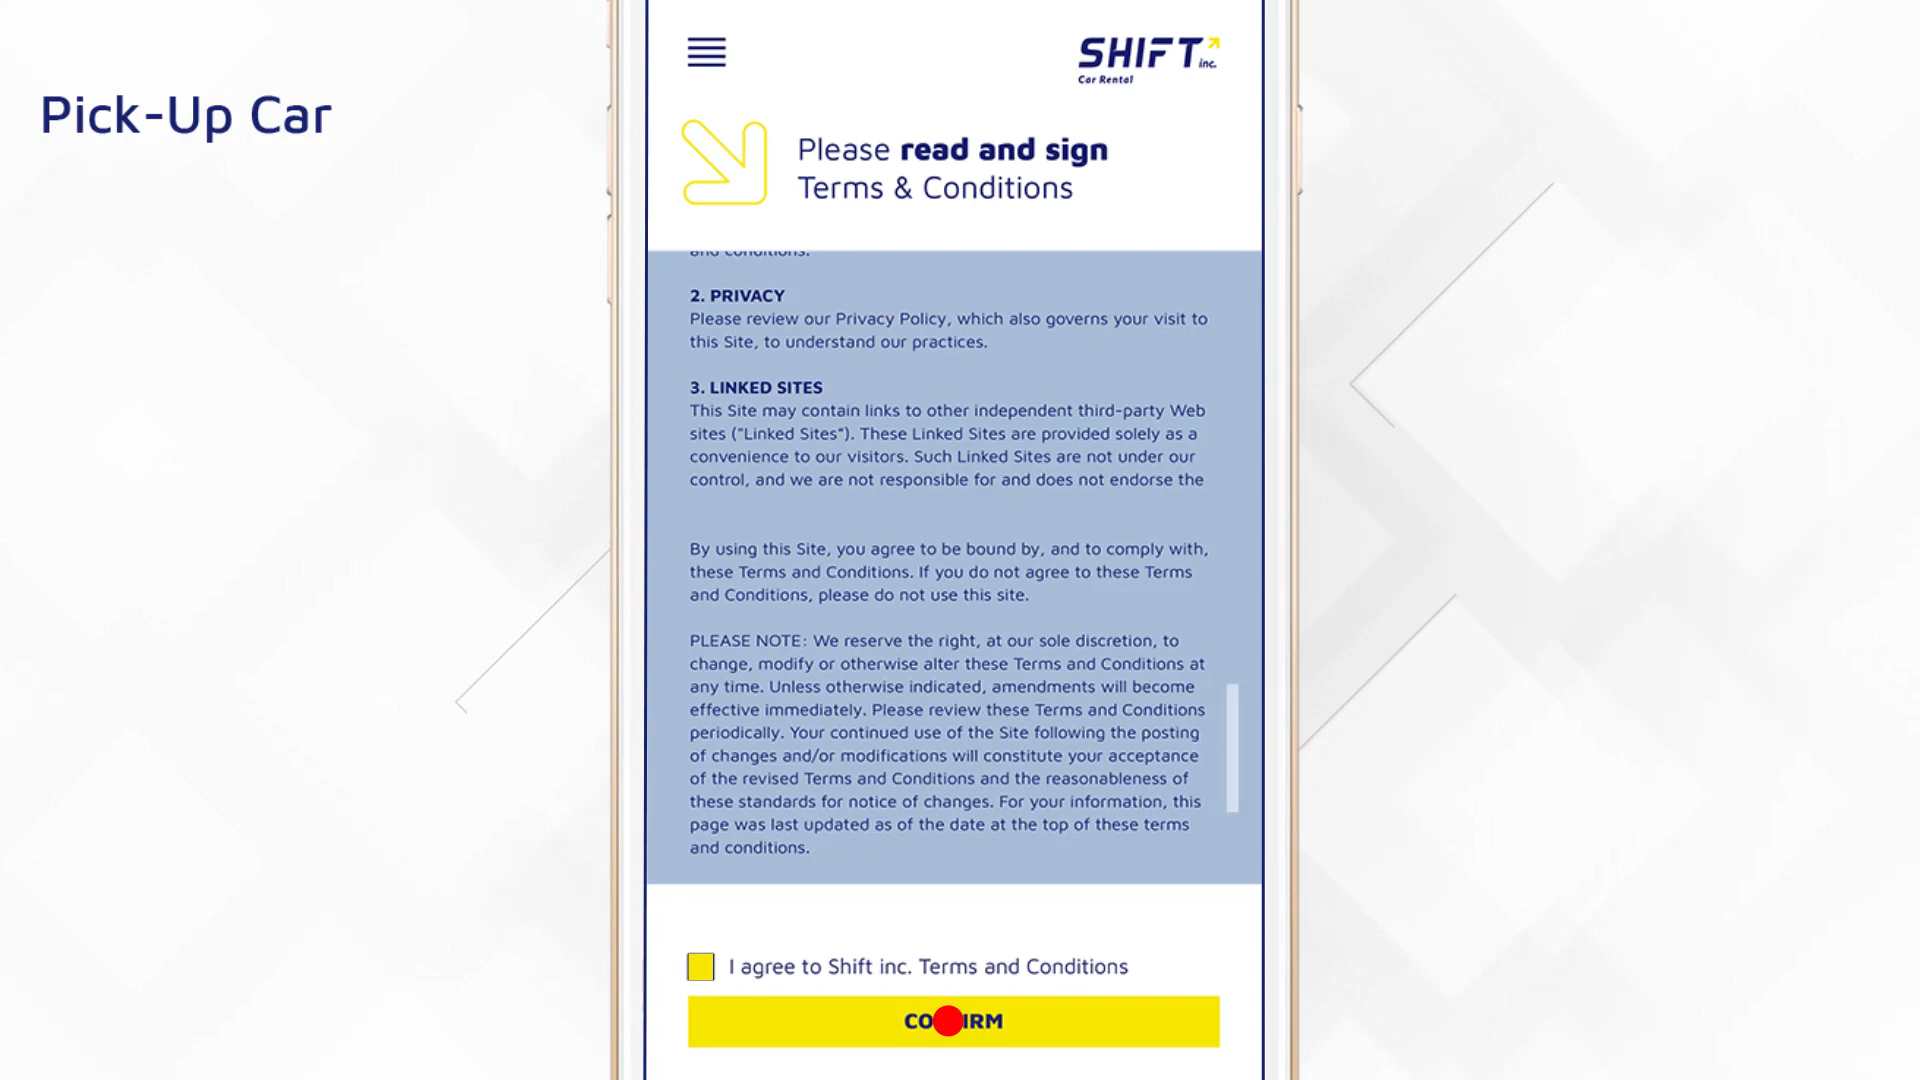 Pick-Up Car
SHIFT inc.
Car Rental
Please read and sign
Terms & Conditions
and conditions.
2. PRIVACY
Please review our Privacy Policy, which also governs your visit to
this Site, to understand our practices.
3. LINKED SITES
This Site may contain links to other independent third-party Web
sites ("Linked Sites"). These Linked Sites are provided solely as a
convenience to our visitors. Such Linked Sites are not under our
control, and we are not responsible for and does not endorse the
By using this Site, you agree to be bound by, and to comply with,
these Terms and Conditions. If you do not agree to these Terms
and Conditions, please do not use this site.
PLEASE NOTE: We reserve the right, at our sole discretion, to
change, modify or otherwise alter these Terms and Conditions at
any time. Unless otherwise indicated, amendments will become
effective immediately. Please review these Terms and Conditions
periodically. Your continued use of the Site following the posting
of changes and/or modifications will constitute your acceptance
of the revised Terms and Conditions and the reasonableness of
these standards for notice of changes. For your information, this
page was last updated as of the date at the top of these terms
and conditions.
I agree to Shift inc. Terms and Conditions
CONFIRM